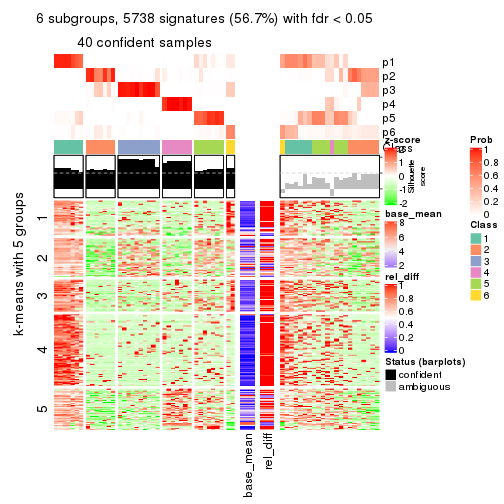 6 subgroups, 5738 signatures (56.7%) with fdr < 0.05
40 confident samples
p1
p2
p3
p4
p5
p6
Class
Silhouette
score
k-means with 5 groups
1
2
3
4
5
base_mean
rel_diff
z-score
2
1
0
-1
-2
base_mean
8
6
4
2
rel_diff
1
0.8
0.6
0.4
0.2
0
Status (barplots)
confident
ambiguous
Prob
1
0.8
0.6
0.4
0.2
0
Class
1
2
3
4
5
6